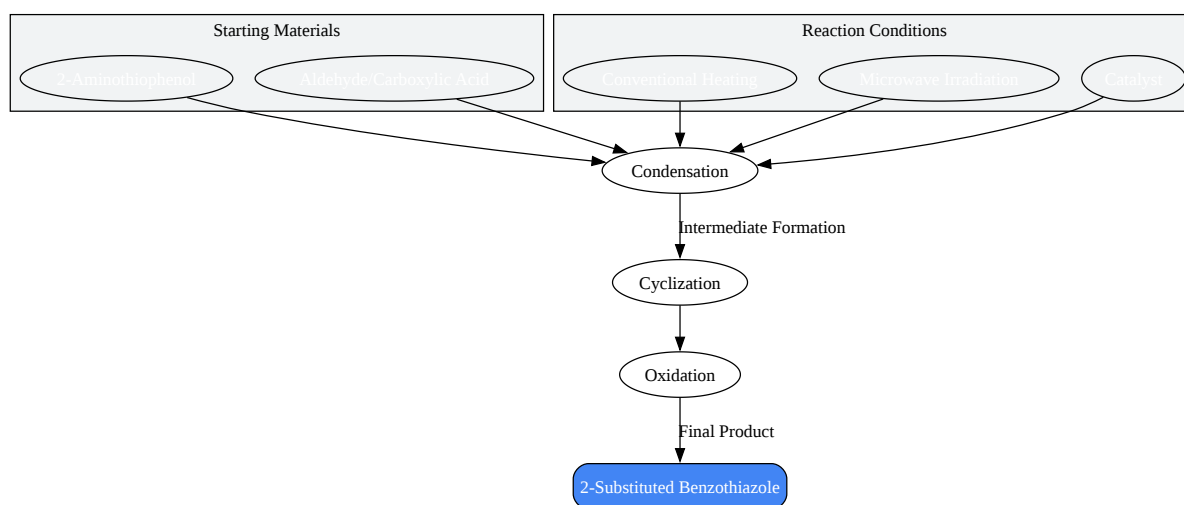 Starting Materials
Reaction Conditions
2-Aminothiophenol
Aldehyde/Carboxylic Acid
Conventional Heating
Microwave Irradiation
Catalyst
Condensation
Intermediate Formation
Cyclization
Oxidation
Final Product
2-Substituted Benzothiazole